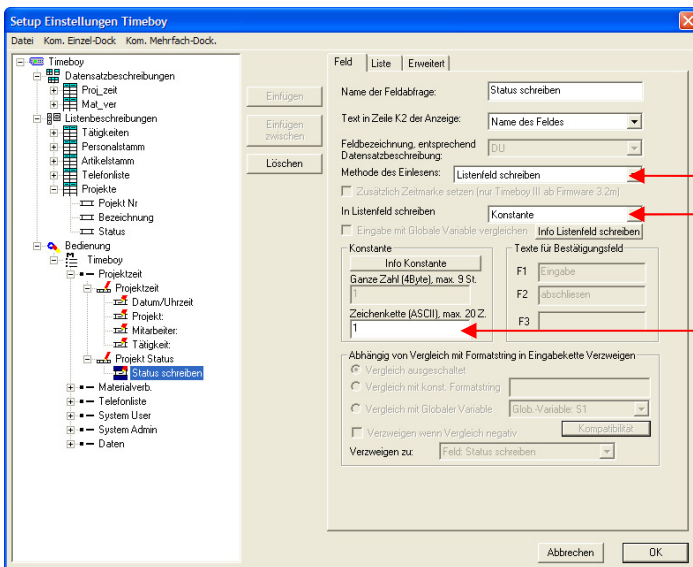 Setup Einstellungen Timeboy
Datei Kom. Einzel-Dock Kom. Mehrfach-Dock.
Timeboy
Datensatzbeschreibungen
Proj_zeit
Mat_ver
Listenbeschreibungen
Tätigkeiten
Personalstamm
Artikelstamm
Telefonliste
Projekte
Pojekt Nr
Bezeichnung
Status
Bedienung
Timeboy
Projektzeit
Projektzeit
Datum/Uhrzeit
Projekt:
Mitarbeiter:
Tätigkeit:
Projekt Status
Status schreiben
Materialverb.
Telefonliste
System User
System Admin
Daten
Einfügen
Einfügen
zwischen
Löschen
Feld Liste Erweitert
Name der Feldabfrage: Status schreiben
Text in Zeile K2 der Anzeige: Name des Feldes
Feldbezeichnung, entsprechend
Datensatzbeschreibung: DU
Methode des Einlesens: Listenfeld schreiben
Zusätzlich Zeitmarke setzen (nur Timeboy III ab Firmware 3.2m)
In Listenfeld schreiben Konstante
Eingabe mit Globale Variable vergleichen Info Listenfeld schreiben
Konstante
Info Konstante
Ganze Zahl (4Byte), max. 9 St.
1
Zeichenkette (ASCII), max. 20 Z.
1
Texte für Bestätigungsfeld
F1 Eingabe
F2 abschliesen
F3
Abhängig von Vergleich mit Formatstring in Eingabekette Verzweigen
Vergleich ausgeschaltet
Vergleich mit konst. Formatstring
Vergleich mit Globaler Variable Glob.-Variable: S1
Verzweigen wenn Vergleich negativ Kompatibilität
Verzweigen zu: Feld: Status schreiben
Abbrechen OK